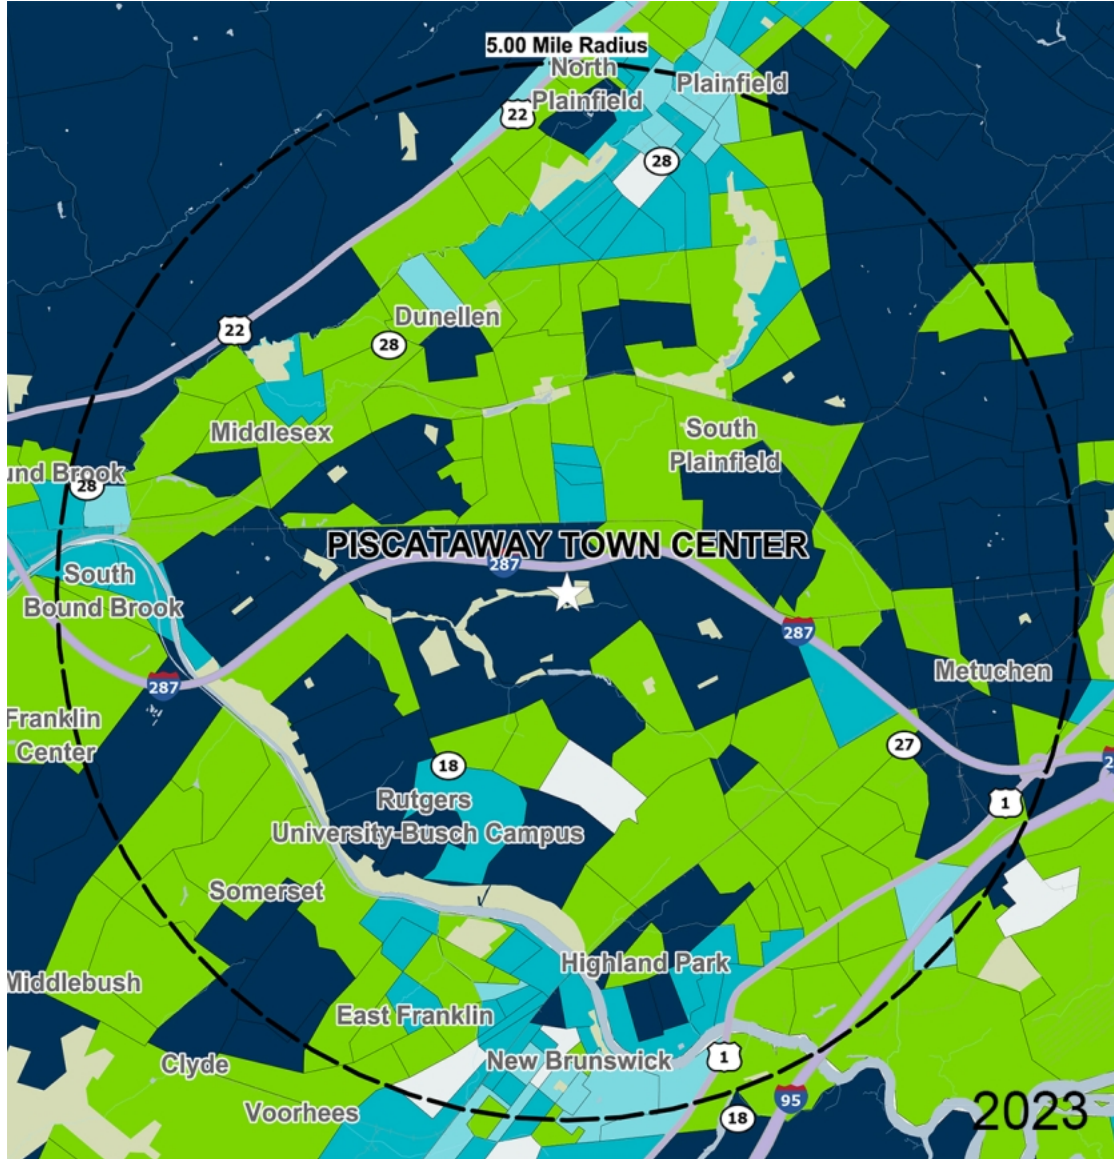 5.00 Mile Radius
North
Plainfield
Plainfield
22
28
22
Dunellen
28
Middlesex
South
Plainfield
und Brook
28
PISCATAWAY TOWN CENTER
287
South
Bound Brook
287
287
Metuchen
Franklin
Center
27
2
18
1
Rutgers
University-Busch Campus
Somerset
Highland Park
Middlebush
East Franklin
New Brunswick
1
Clyde
95
Voorhees
18
2023